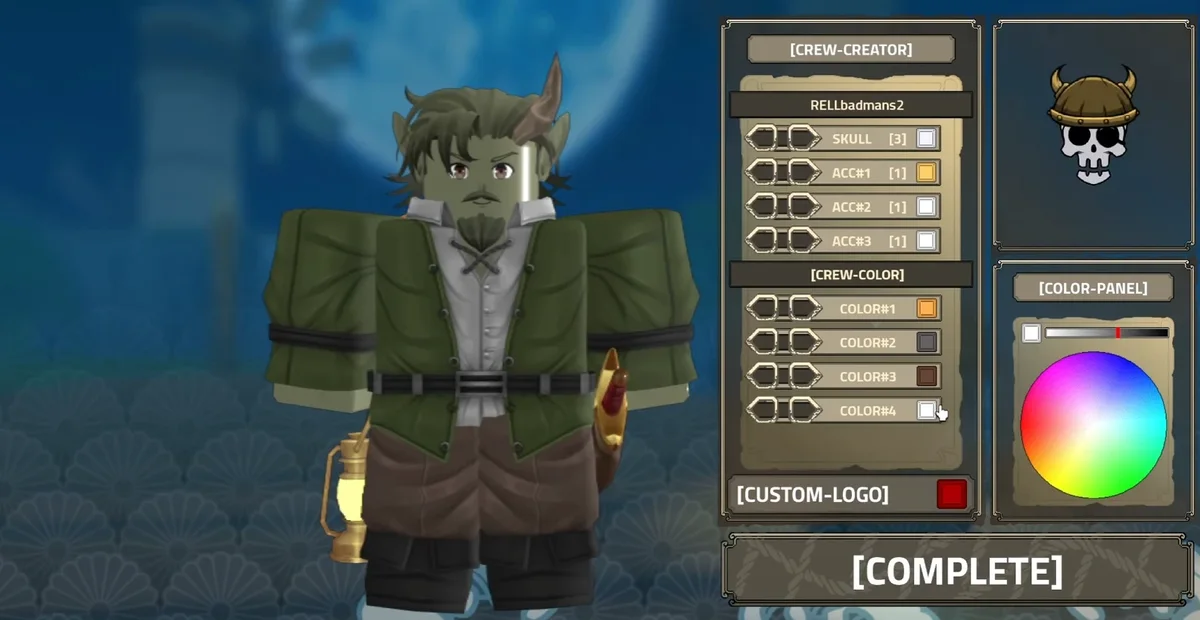 [CREW-CREATOR]
RELLbadmans2
SKULL [3]
ACC#1 [1]
ACC#2 [1]
ACC#3 [1]
[CREW-COLOR]
COLOR#1
COLOR#2
COLOR#3
COLOR#4
[CUSTOM-LOGO]
[COLOR-PANEL]
[COMPLETE]